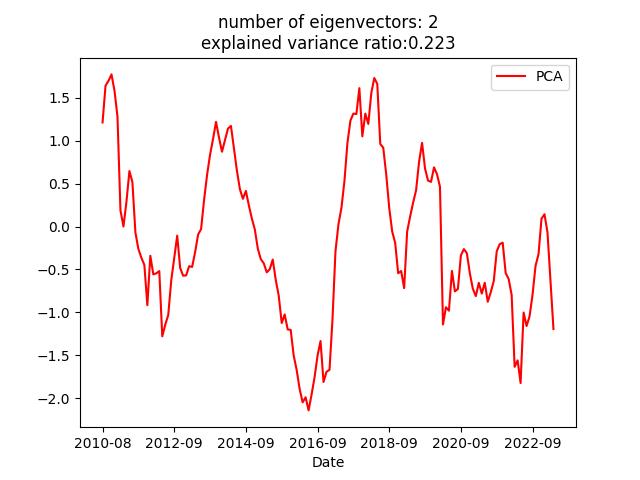 number of eigenvectors: 2
explained variance ratio:0.223
PCA
1.5
1.0
0.5
0.0
−0.5
−1.0
−1.5
−2.0
2010-08 2012-09 2014-09 2016-09 2018-09 2020-09 2022-09
Date